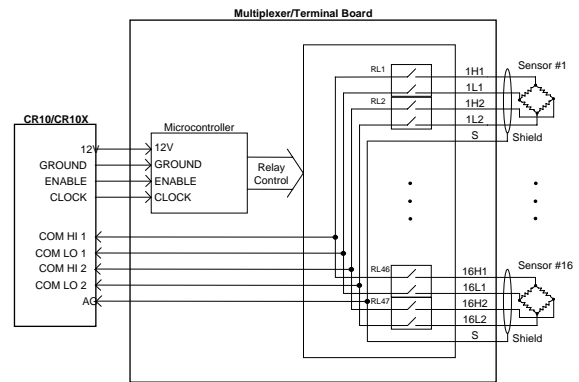 Multiplexer/Terminal Board
CR10/CR10X
12V
GROUND
ENABLE
CLOCK
COM HI 1
COM LO 1
COM HI 2
COM LO 2
AG
Microcontroller
12V
GROUND
ENABLE
CLOCK
Relay
Control
RL1
RL2
1H1
1L1
1H2
1L2
S
Sensor #1
Shield
RL46
RL47
16H1
16L1
16H2
16L2
S
Sensor #16
Shield